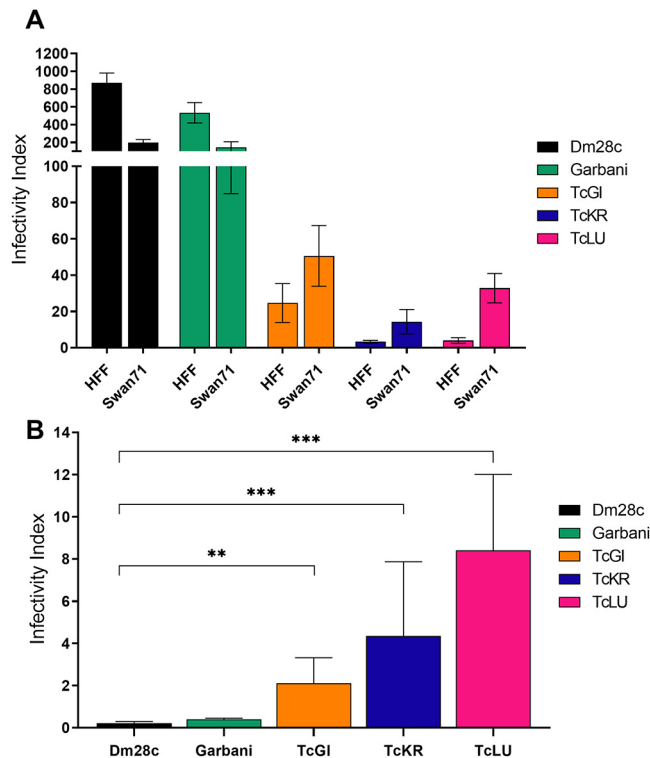 A
Infectivity Index
1200
1000
800
600
400
200
100
80
60
40
20
0
HFF
Swan71
HFF
Swan71
HFF
Swan71
HFF
Swan71
HFF
Swan71
Dm28c
Garbani
TcGI
TcKR
TcLU
B
Infectivity Index
14
12
10
8
6
4
2
0
***
***
**
Dm28c
Garbani
TcGI
TcKR
TcLU
Dm28c
Garbani
TcGI
TcKR
TcLU